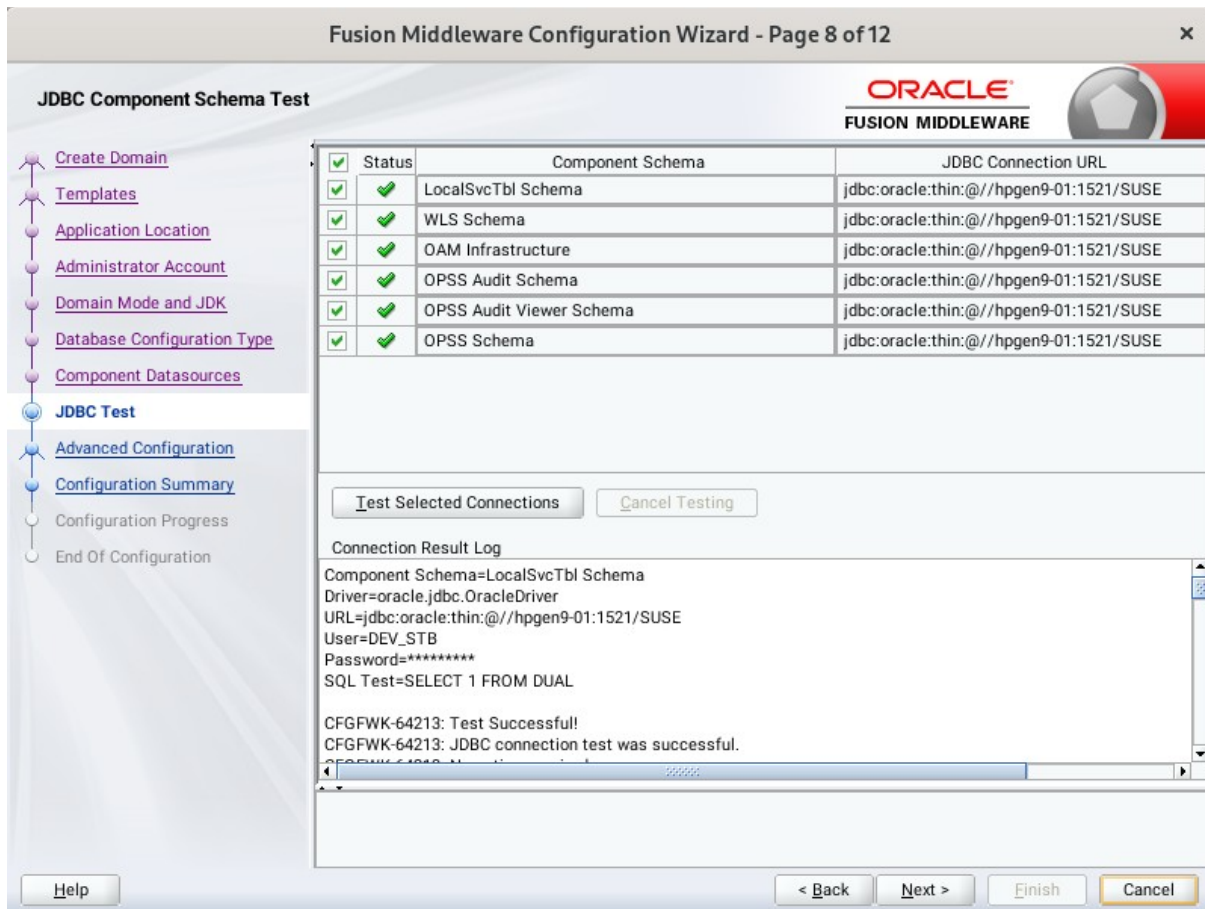 Fusion Middleware Configuration Wizard - Page 8 of 12
JDBC Component Schema Test
ORACLE
FUSION MIDDLEWARE
Create Domain
Templates
Application Location
Administrator Account
Domain Mode and JDK
Database Configuration Type
Component Datasources
JDBC Test
Advanced Configuration
Configuration Summary
Configuration Progress
End Of Configuration
Status Component Schema JDBC Connection URL
LocalSvcTbl Schema jdbc:oracle:thin:@//hpgen9-01:1521/SUSE
WLS Schema jdbc:oracle:thin:@//hpgen9-01:1521/SUSE
OAM Infrastructure jdbc:oracle:thin:@//hpgen9-01:1521/SUSE
OPSS Audit Schema jdbc:oracle:thin:@//hpgen9-01:1521/SUSE
OPSS Audit Viewer Schema jdbc:oracle:thin:@//hpgen9-01:1521/SUSE
OPSS Schema jdbc:oracle:thin:@//hpgen9-01:1521/SUSE
Test Selected Connections Cancel Testing
Connection Result Log
Component Schema=LocalSvcTbl Schema
Driver=oracle.jdbc.OracleDriver
URL=jdbc:oracle:thin:@//hpgen9-01:1521/SUSE
User=DEV_STB
Password=*********
SQL Test=SELECT 1 FROM DUAL
CFGFWK-64213: Test Successful!
CFGFWK-64213: JDBC connection test was successful.
Help < Back Next > Finish Cancel